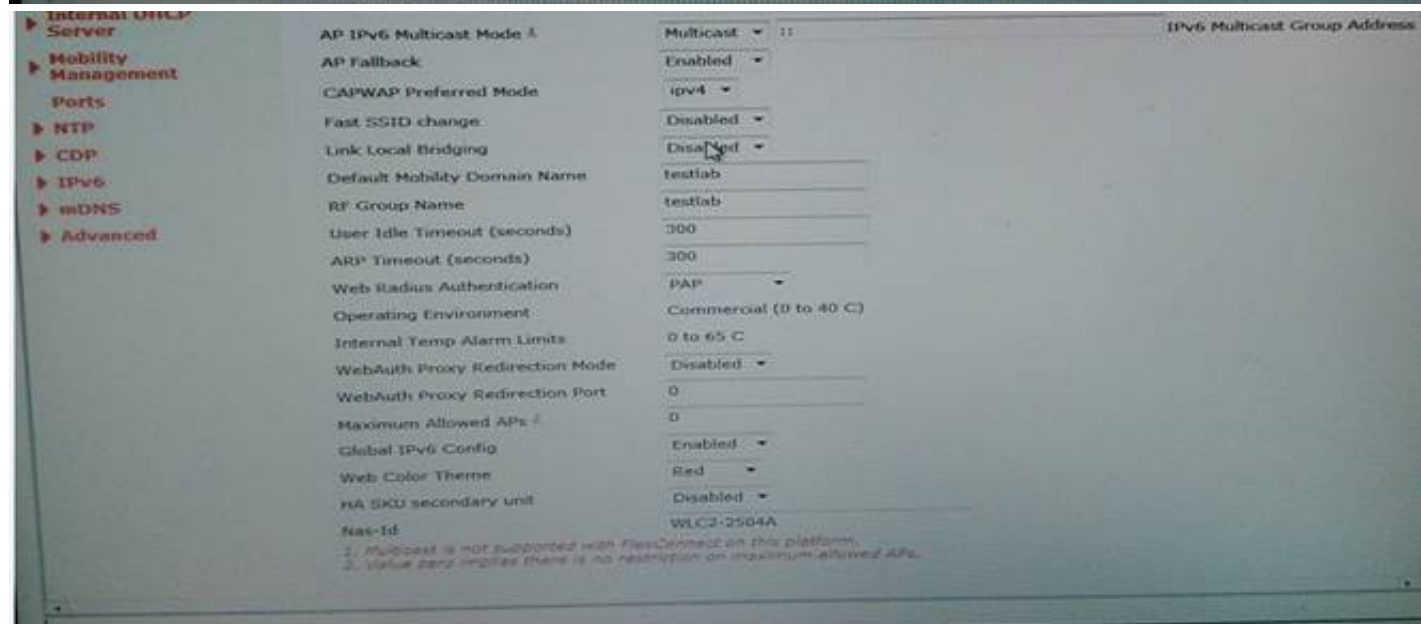 Internal DHCP
Server
Mobility
Management
Ports
NTP
CDP
IPv6
mDNS
Advanced
AP IPv6 Multicast Mode Multicast :: IPv6 Multicast Group Address
AP Fallback Enabled
CAPWAP Preferred Mode ipv4
Fast SSID change Disabled
Link Local Bridging Disabled
Default Mobility Domain Name testlab
RF Group Name testlab
User Idle Timeout (seconds) 300
ARP Timeout (seconds) 300
Web Radius Authentication PAP
Operating Environment Commercial (0 to 40 C)
Internal Temp Alarm Limits 0 to 65 C
WebAuth Proxy Redirection Mode Disabled
WebAuth Proxy Redirection Port 0
Maximum Allowed APs 0
Global IPv6 Config Enabled
Web Color Theme Red
HA SKU secondary unit Disabled
Nas-Id WLC2-2504A
1. Multicast is not supported with FlexConnect on this platform.
2. Value zero implies there is no restriction on maximum allowed APs.